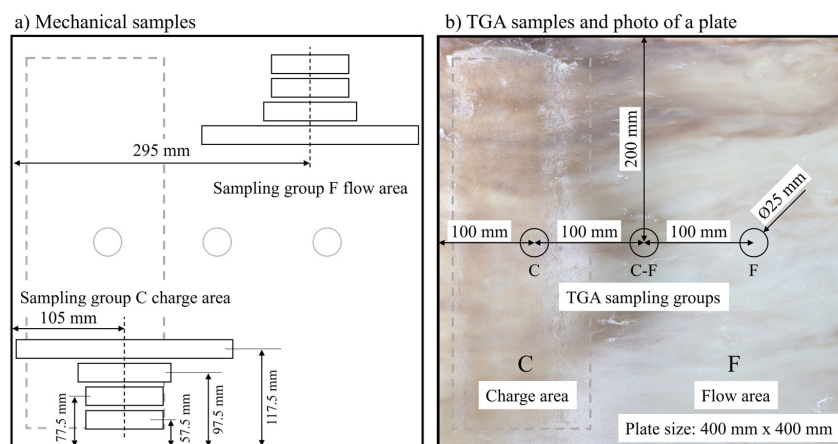 a) Mechanical samples
295 mm
Sampling group F flow area
Sampling group C charge area
105 mm
77.5 mm
57.5 mm
97.5 mm
117.5 mm
b) TGA samples and photo of a plate
200 mm
Ø25 mm
100 mm
100 mm
100 mm
C
C-F
F
TGA sampling groups
C
F
Charge area
Flow area
Plate size: 400 mm x 400 mm